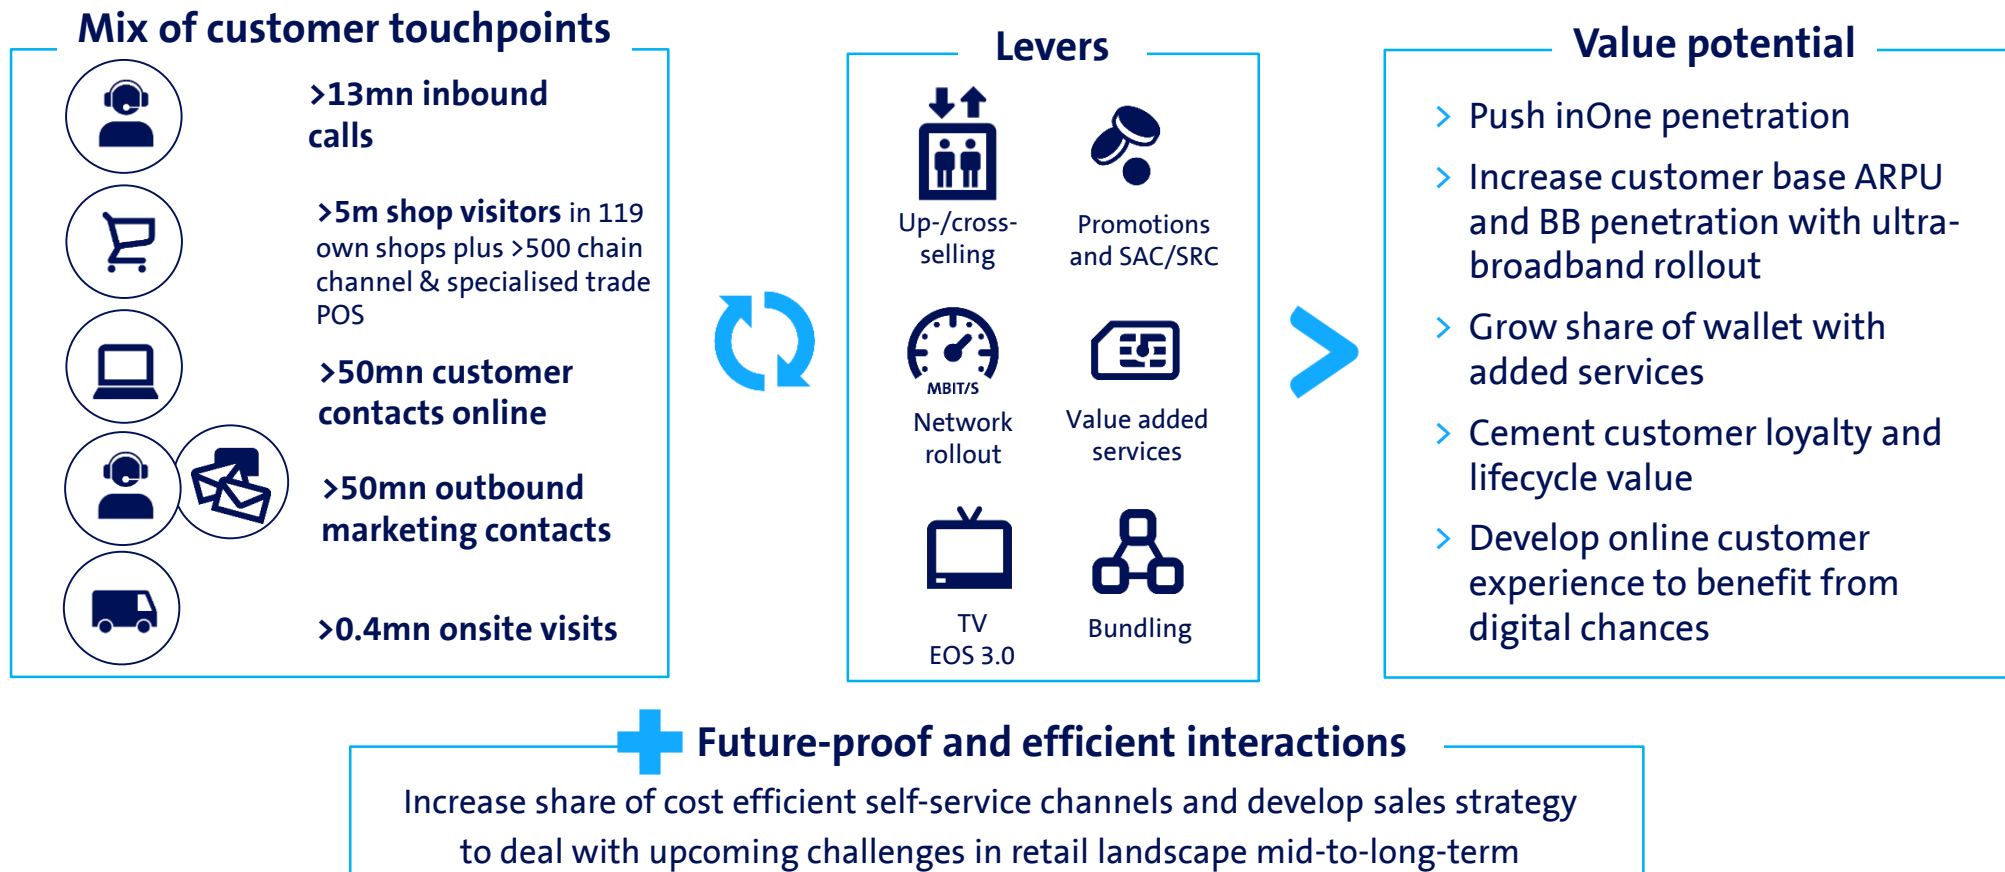 Mix of customer touchpoints
>13mn inbound
calls
>5m shop visitors in 119
own shops plus >500 chain
channel & specialised trade
POS
>50mn customer
contacts online
>50mn outbound
marketing contacts
>0.4mn onsite visits
Levers
Up-/cross-
selling
Promotions
and SAC/SRC
MBIT/S
Network
rollout
Value added
services
TV
EOS 3.0
Bundling
Value potential
> Push inOne penetration
> Increase customer base ARPU
and BB penetration with ultra-
broadband rollout
> Grow share of wallet with
added services
> Cement customer loyalty and
lifecycle value
> Develop online customer
experience to benefit from
digital chances
Future-proof and efficient interactions
Increase share of cost efficient self-service channels and develop sales strategy
to deal with upcoming challenges in retail landscape mid-to-long-term